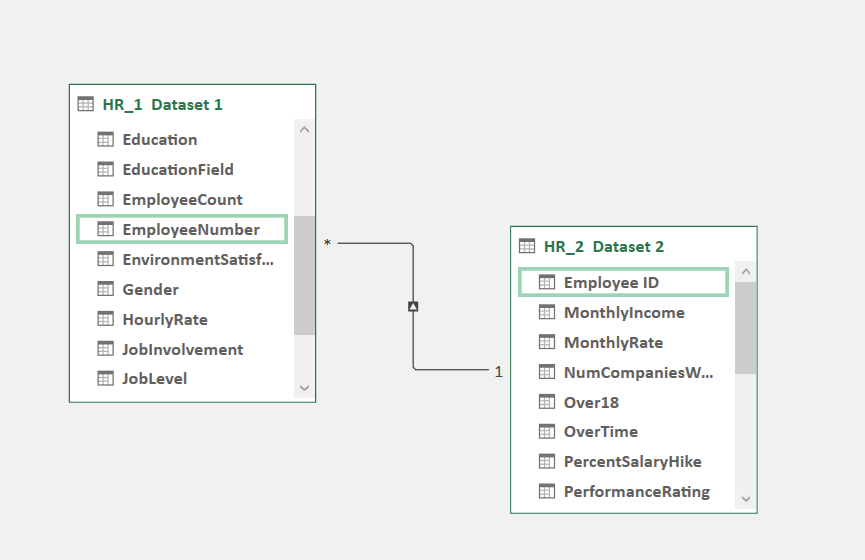 HR_1 Dataset 1
Education
EducationField
EmployeeCount
EmployeeNumber
EnvironmentSatisf...
Gender
HourlyRate
JobInvolvement
JobLevel
*
1
HR_2 Dataset 2
Employee ID
MonthlyIncome
MonthlyRate
NumCompaniesW...
Over18
OverTime
PercentSalaryHike
PerformanceRating